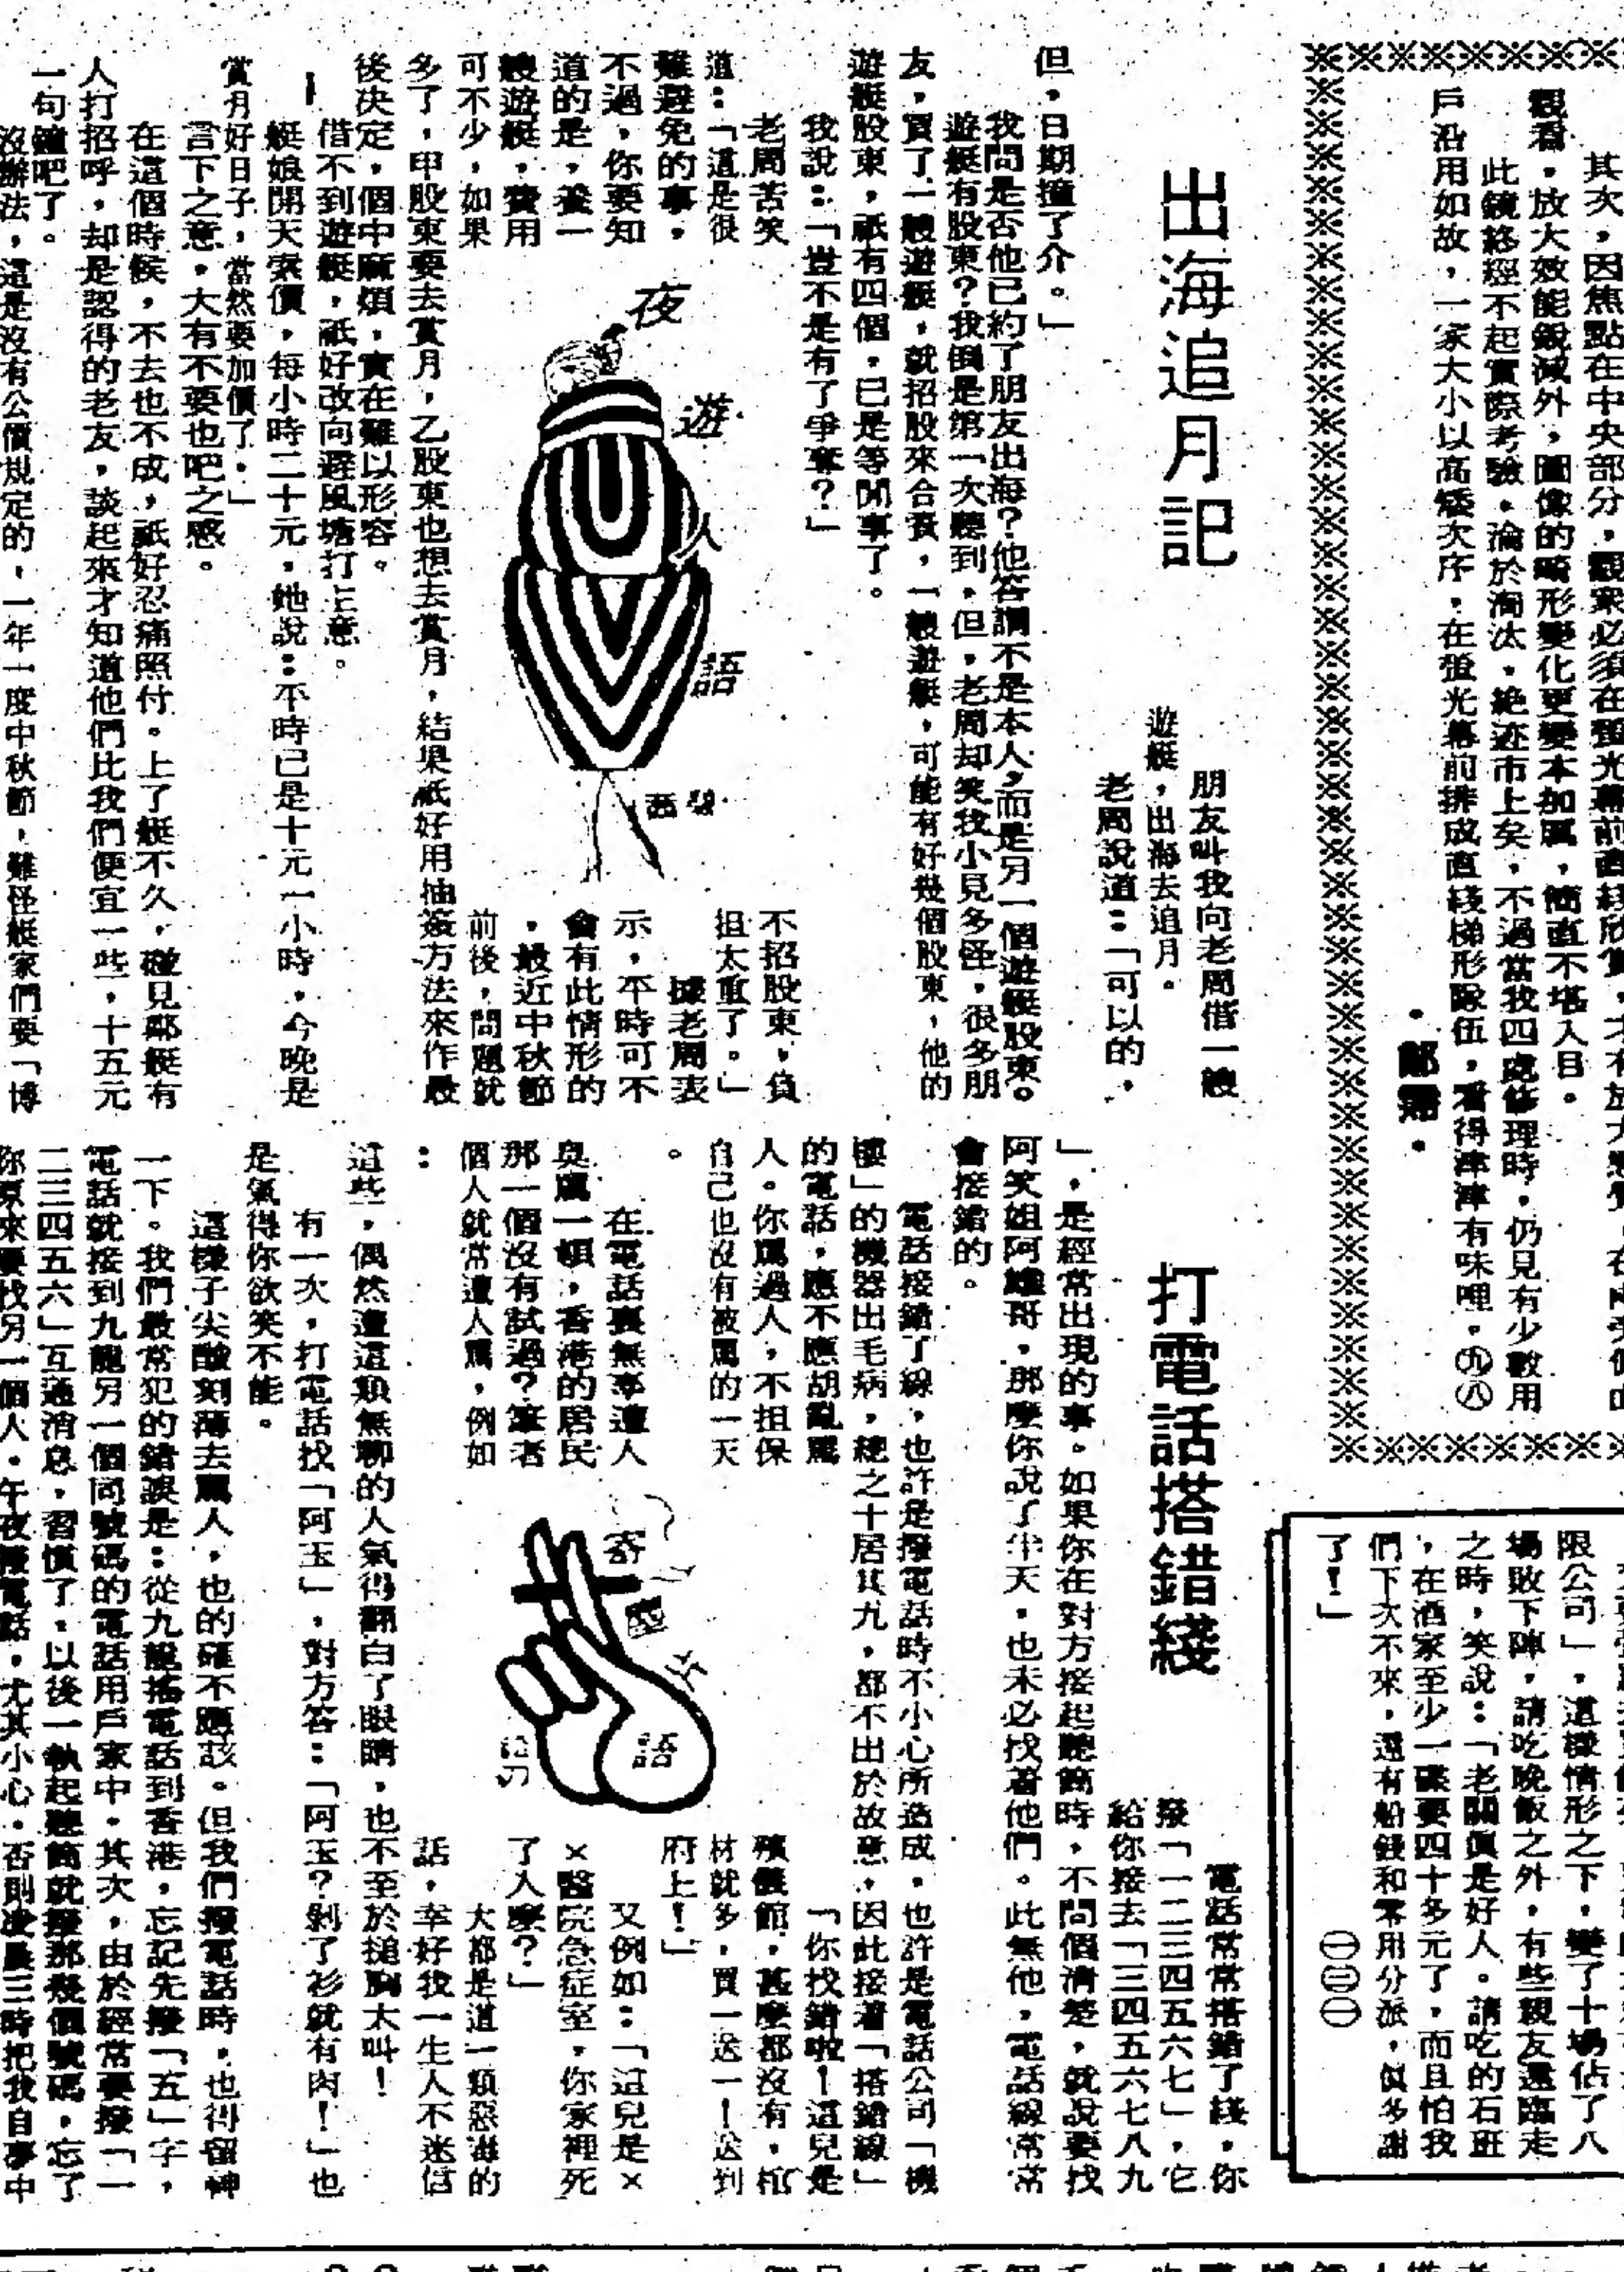 其次，因焦點在中央部分，觀衆必須在螢光幕前直綫欣賞，才有放大感覺，在
觀看，放大效能銳減外，圖像的畸形變化更變本加厲，簡直不堪入目。
此鏡終經不起實際考驗，淪於淘汰，絶迹市上矣，不過當我四處修理時，仍見有少數用
戶沿用如故，一家大小以高矮次序，在螢光幕前排成直綫梯形隊伍，看得津津有味哩，㊈㊇
限公司」，這樣情形之下，變了十場佔了八
場敗下陣，請吃晚飯之外，有些親友還臨走
之時，笑說：「老闆眞是好人。請吃的石班
，在酒家至少一碟要四十多元了，而且怕我
們下次不來，還有船錢和零用分派，眞多謝
了！」
㊀㊂㊀
出海追月記
朋友叫我向老周借一艘
遊艇，出海去追月。
老周說道：「可以的，
但，日期撞了介。」
我問是否他已約了朋友出海？他答謂不是本人，而是另一個遊艇股東。
遊艇有股東？我倒是第一次聽到，但，老周却笑我小見多怪，很多朋
友，買了一艘遊艇，就招股來合資，一艘遊艇，可能有好幾個股東，他的
遊艇股東，祇有四個，已是等閒事了。
我說：「豈不是有了爭奪？」
老周苦笑
道：「這是很
難避免的事，
不過，你要知
道的是，養一
艘遊艇，費用
可不少，如果
不招股東，負
担太重了。」
據老周表
示，平時可不
會有此情形的
，最近中秋節
前後，問題就
多了，甲股東要去賞月，乙股東也想去賞月，結果祇好用抽簽方法來作最
後决定，個中麻煩，實在難以形容。
借不到遊艇，祇好改向避風塘打主意。
艇娘開天索價，每小時二十元，她說：平時已是十元一小時，今晚是
賞月好日子，當然要加價了，」
言下之意，大有不要也吧之感。
在這個時候，不去也不成，祇好忍痛照付。上了艇不久，碰見鄰艇有
人打招呼，却是認得的老友，談起來才知道他們比我們便宜一些，十五元
一句鐘吧了。
沒辦法，這是沒有公價規定的，一年一度中秋節，難怪艇家們要「博
夜
遊
人
語
打電話搭錯綫
電話常常搭錯了綫，你
撥「一二三四五六七」，它
給你接去「三四五六七八九
」，是經常出現的事。如果你在對方接起聽筒時，不問個清楚，就說要找
阿笑姐阿雄哥，那麼你說了半天，也未必找着他們。此無他，電話線常常
會接錯的。
電話接錯了線，也許是撥電話時不小心所造成，也許是電話公司「機
樓」的機器出毛病，總之十居其九，都不出於故意，因此接着「搭錯線」
的電話，應不應胡亂罵
人。你罵過人，不担保
自己也沒有被罵的一天
。
在電話裏無事遭人
臭罵一頓，香港的居民
那一個沒有試過？筆者
個人就常遭人罵，例如
：
「你找錯啦！這兒是
殯儀館，甚麼都沒有，棺
材就多，買一送一！送到
府上！」
又例如：「這兒是×
×醫院急症室，你家裡死
了人麼？」
大都是這一類惡毒的
話，幸好我一生人不迷信
這些，偶然遭這類無聊的人氣得翻白了眼睛，也不至於搥胸大叫！
有一次，打電話找「阿玉」，對方答：「阿玉？剝了衫就有肉！」也
是氣得你欲笑不能。
這樣子尖酸刻薄去罵人，也的確不應該。但我們撥電話時，也得留神
一下。我們最常犯的錯誤是：從九龍搖電話到香港，忘記先撥「五」字，
電話就接到九龍另一個同號碼的電話用戶家中。其次，由於經常要撥「一
二三四五六」互通消息，習慣了，以後一執起聽筒就撥那幾個號碼，忘了
你原來要找另一個人。午夜撥電話，尤其小心，否則凌晨三時把我自夢中
語